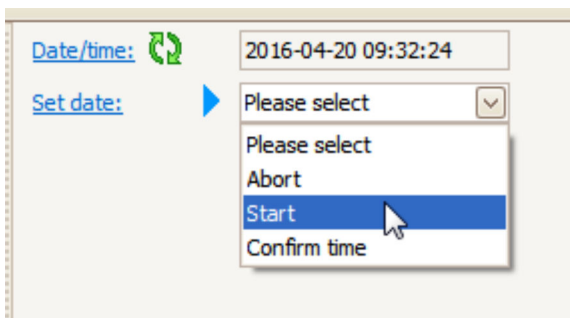 Date/time: 2016-04-20 09:32:24
Set date: Please select
Please select
Abort
Start
Confirm time